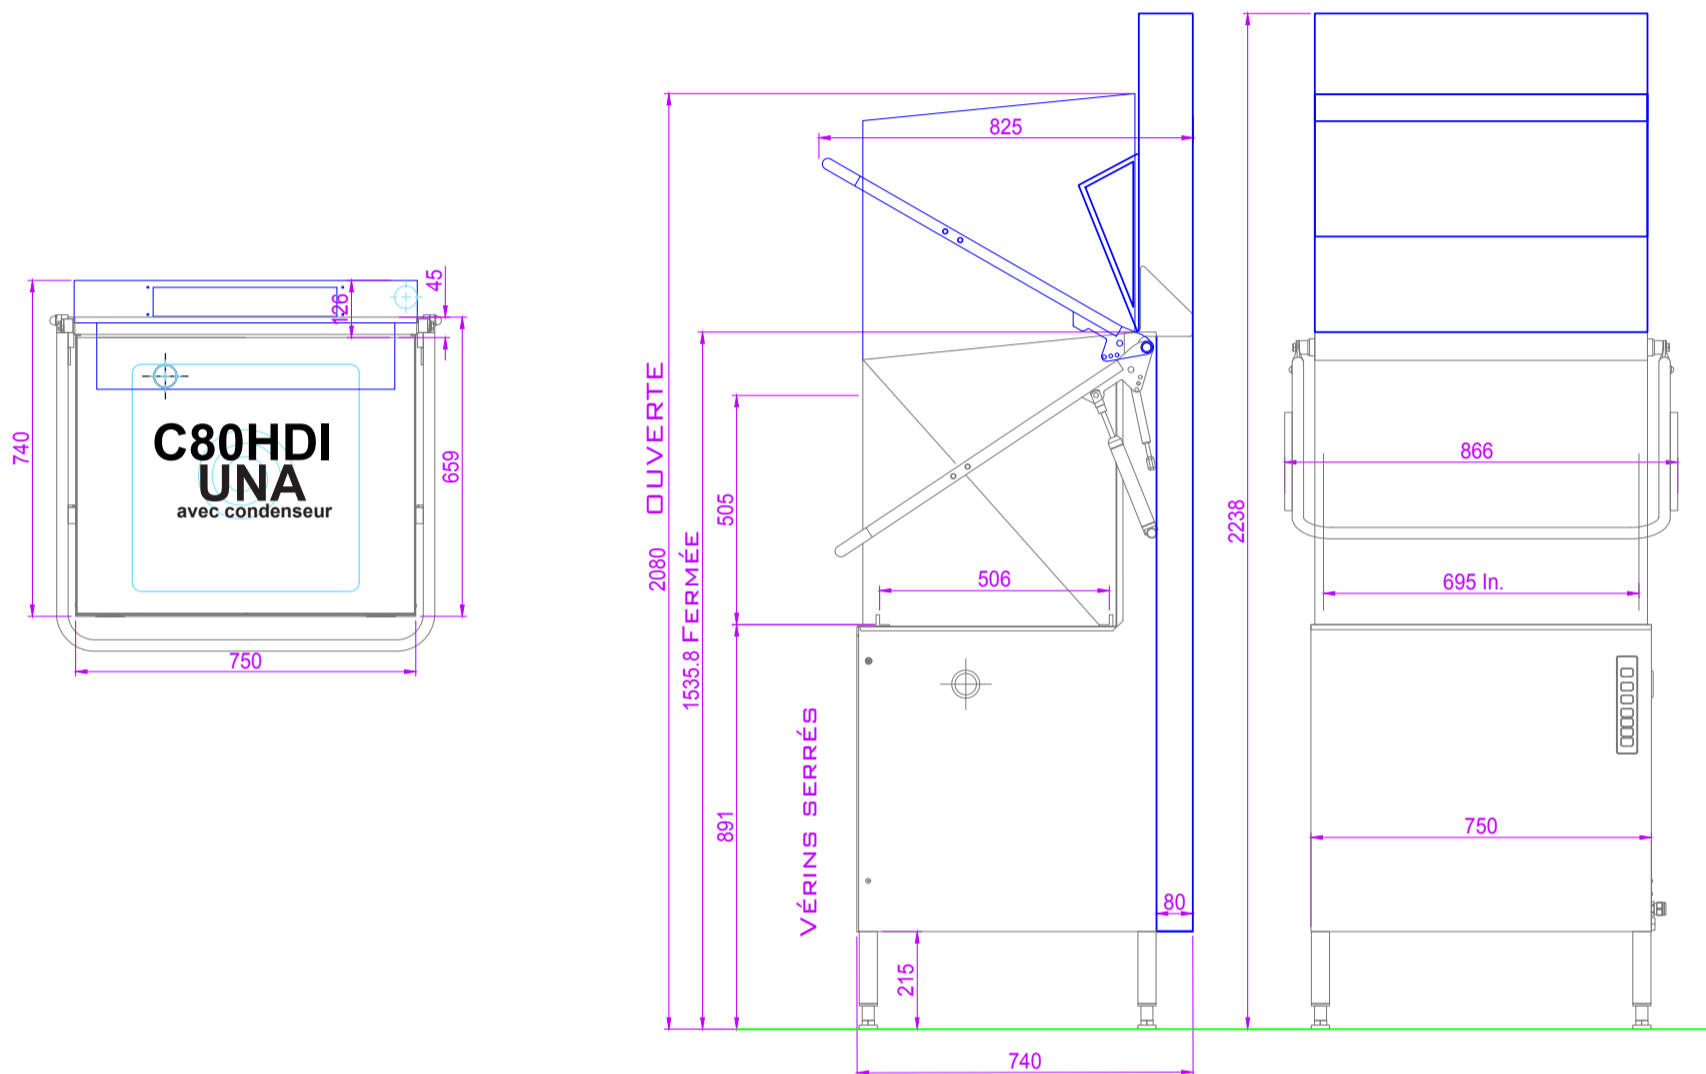 45
126
740
C80HDI
UNA
avec condenseur
659
750
825
2080 OUVERTE
1535.8 FERMÉE
505
506
891
VÉRINS SERRÉS
80
215
740
2238
866
695 In.
750